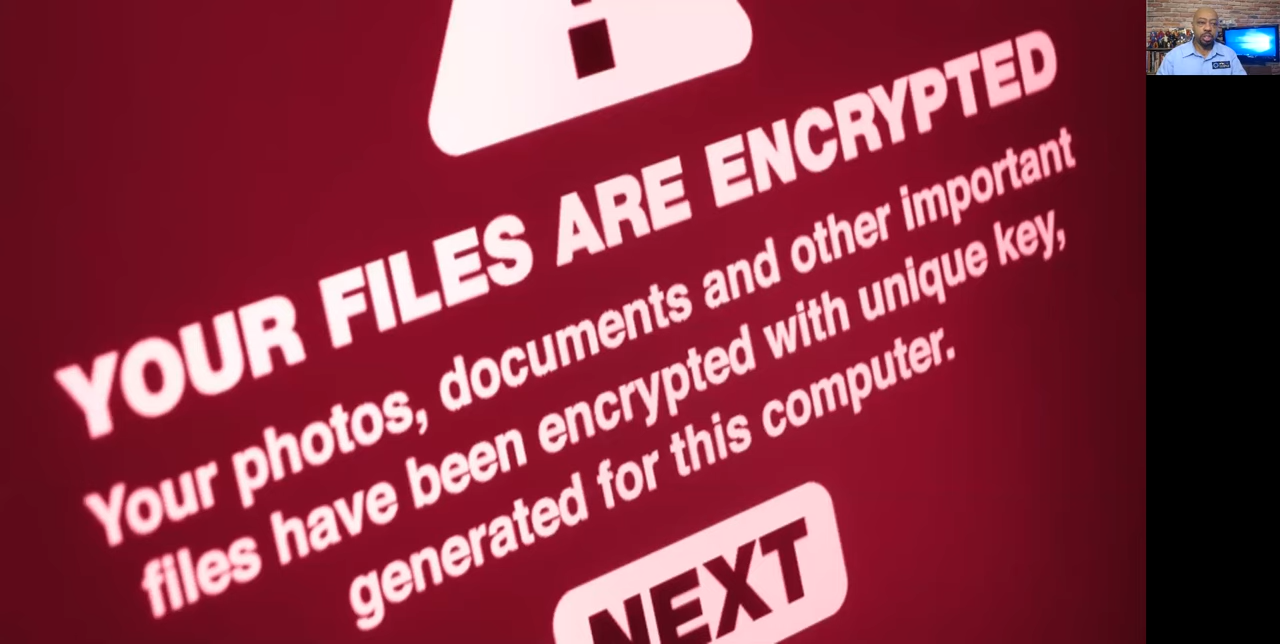 YOUR FILES ARE ENCRYPTED
Your photos, documents and other important
files have been encrypted with unique key,
generated for this computer.
NEXT